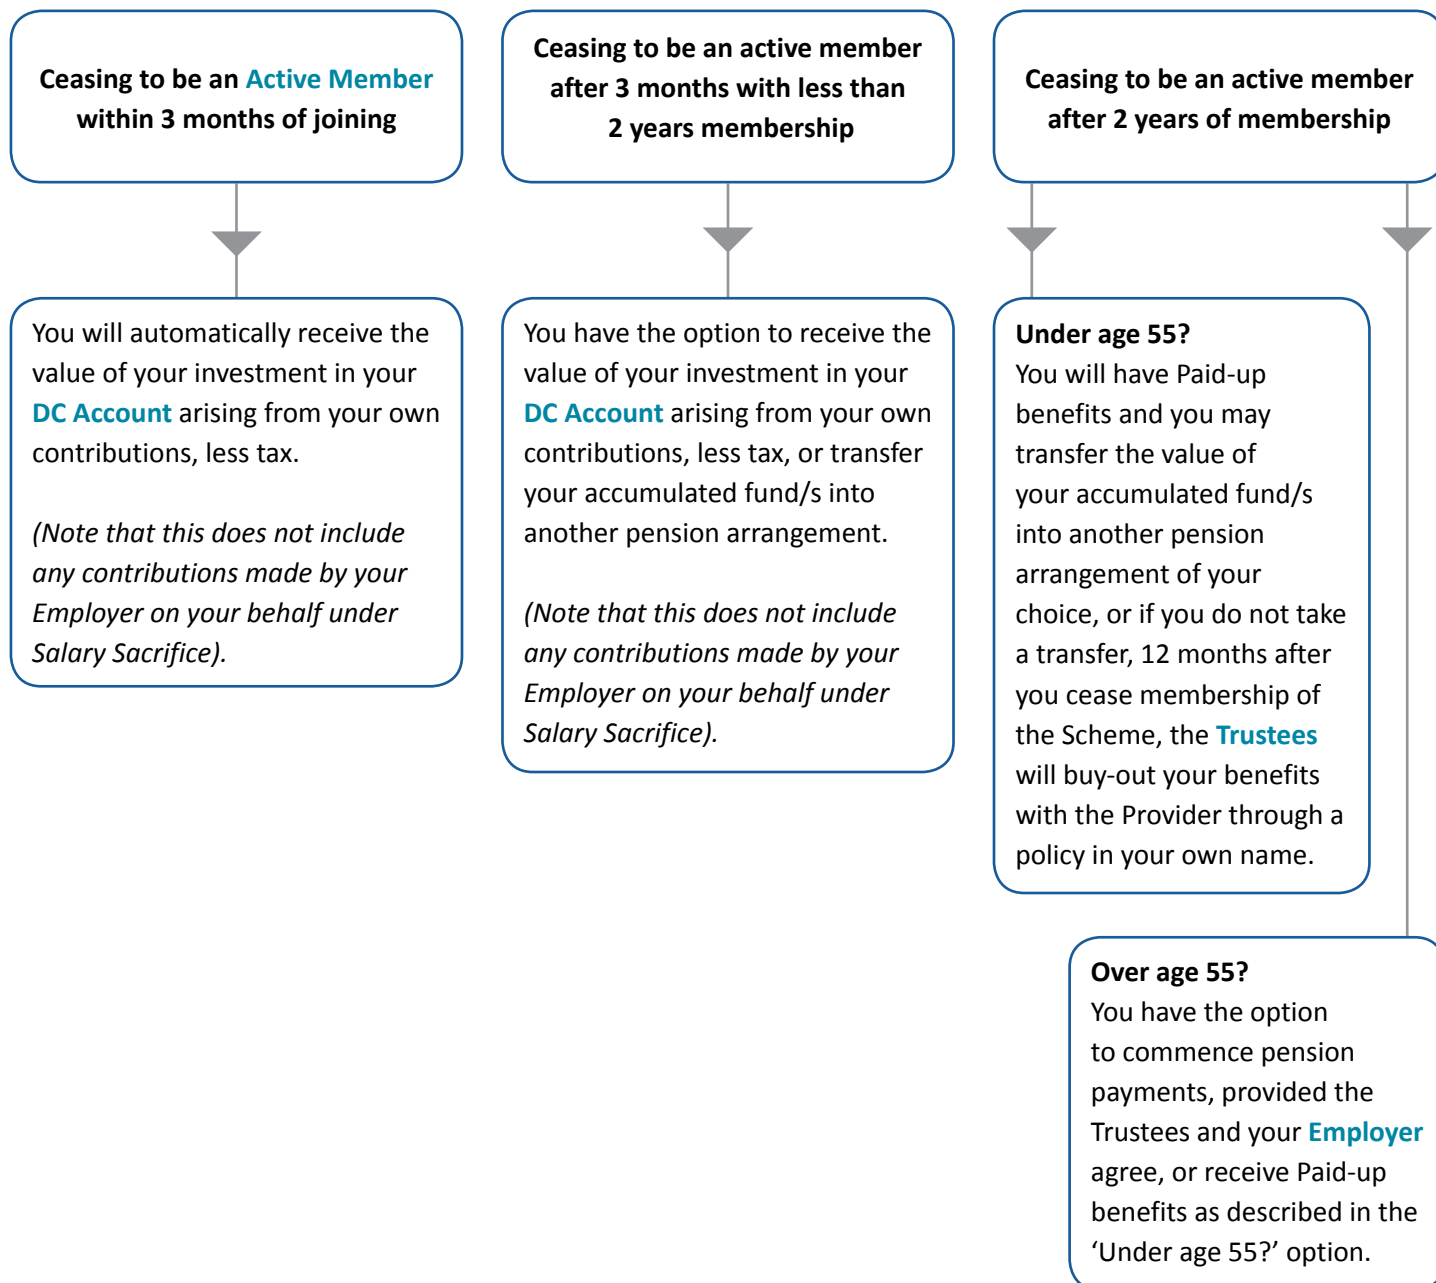 Ceasing to be an Active Member
within 3 months of joining
Ceasing to be an active member
after 3 months with less than
2 years membership
Ceasing to be an active member
after 2 years of membership
You will automatically receive the
value of your investment in your
DC Account arising from your own
contributions, less tax.
(Note that this does not include
any contributions made by your
Employer on your behalf under
Salary Sacrifice).
You have the option to receive the
value of your investment in your
DC Account arising from your own
contributions, less tax, or transfer
your accumulated fund/s into
another pension arrangement.
(Note that this does not include
any contributions made by your
Employer on your behalf under
Salary Sacrifice).
Under age 55?
You will have Paid-up
benefits and you may
transfer the value of
your accumulated fund/s
into another pension
arrangement of your
choice, or if you do not take
a transfer, 12 months after
you cease membership of
the Scheme, the Trustees
will buy-out your benefits
with the Provider through a
policy in your own name.
Over age 55?
You have the option
to commence pension
payments, provided the
Trustees and your Employer
agree, or receive Paid-up
benefits as described in the
‘Under age 55?’ option.